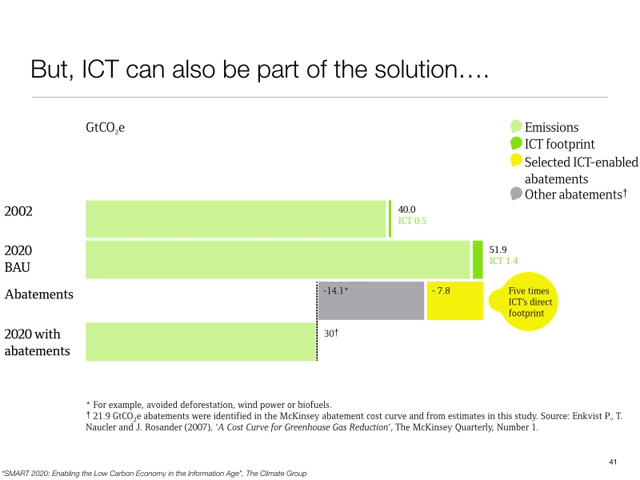 But, ICT can also be part of the solution….
GtCO2e
Emissions
ICT footprint
Selected ICT-enabled
abatements
Other abatements†
2002
40.0
ICT 0.5
2020
BAU
51.9
ICT 1.4
Abatements
-14.1*
- 7.8
Five times
ICT's direct
footprint
2020 with
abatements
30†
* For example, avoided deforestation, wind power or biofuels.
† 21.9 GtCO2e abatements were identified in the McKinsey abatement cost curve and from estimates in this study. Source: Enkvist P., T.
Naucler and J. Rosander (2007), 'A Cost Curve for Greenhouse Gas Reduction', The McKinsey Quarterly, Number 1.
41
"SMART 2020: Enabling the Low Carbon Economy in the Information Age", The Climate Group